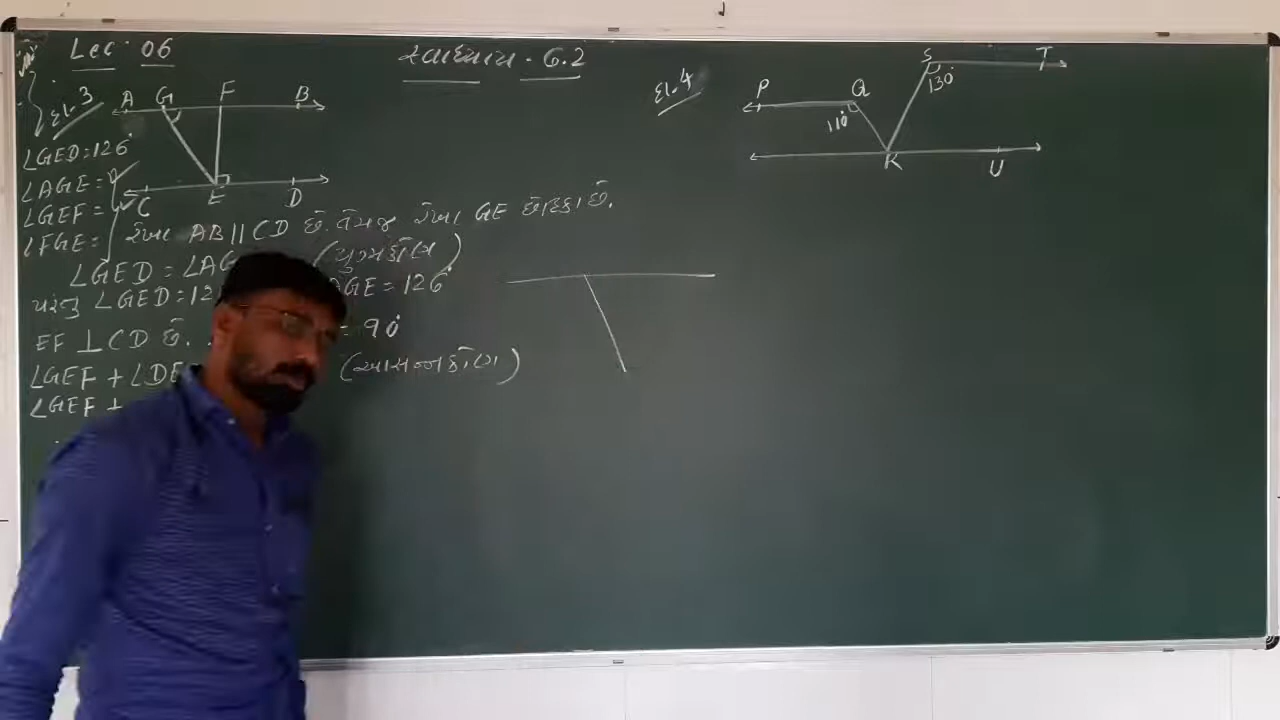 Lec. 06
સ્વાધ્યાય - 6.2
દા.3
A G F B
C E D
∠GED = 126°
∠AGE =
∠GEF =
∠FGE =
રેખા AB || CD છે. તેમજ રેખા GE છેદિકા છે.
∠GED = ∠AG (યુગ્મકોણ)
પરંતુ ∠GED = 12 AGE = 126°
EF ⊥ CD છે. = 90°
∠GEF + ∠DE (આસન્નકોણ)
∠GEF +
દા.4
P Q S T
110° 130°
R U